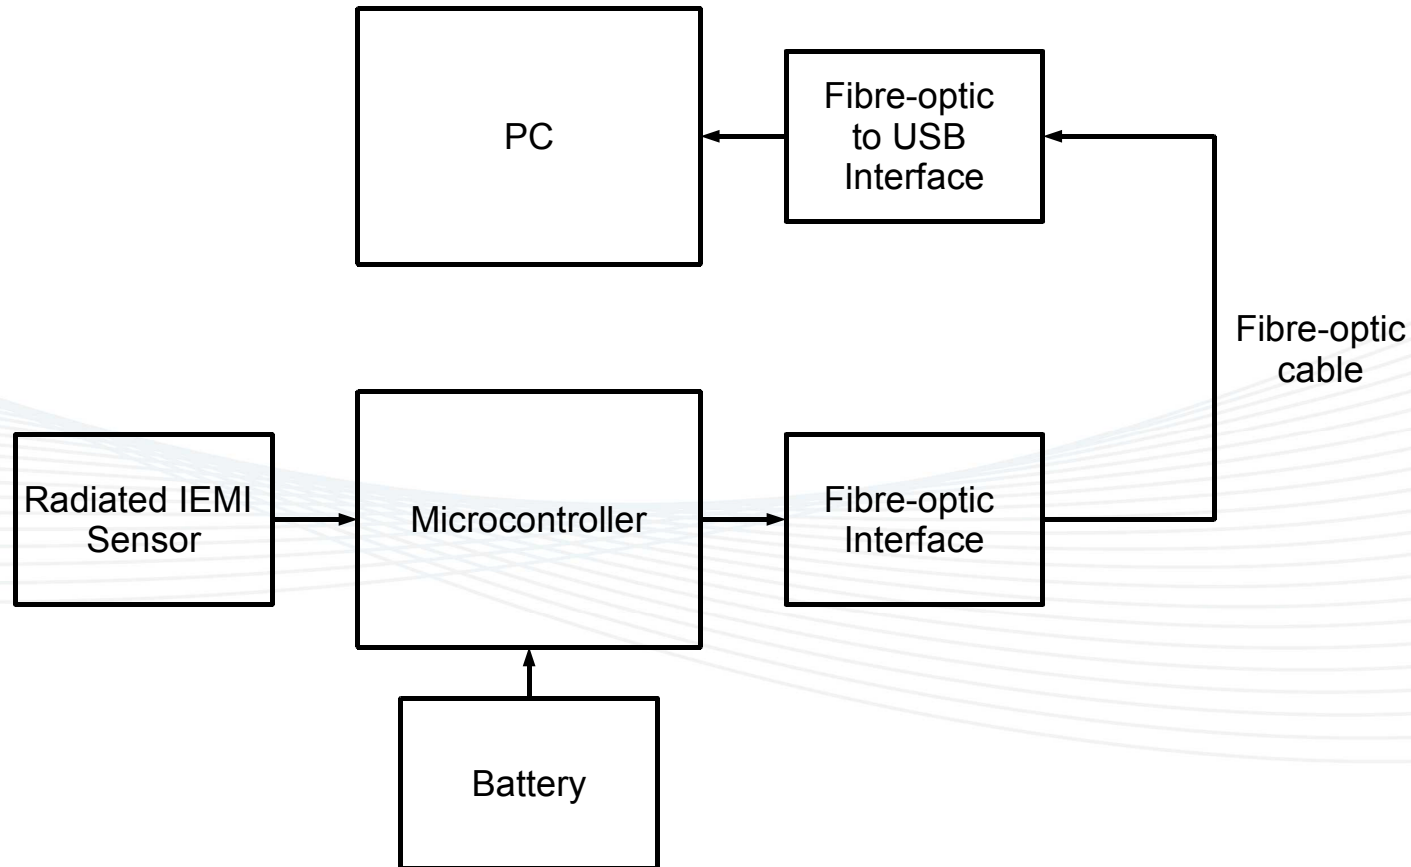 PC
Fibre-optic
to USB
Interface
Fibre-optic
cable
Radiated IEMI
Sensor
Microcontroller
Fibre-optic
Interface
Battery